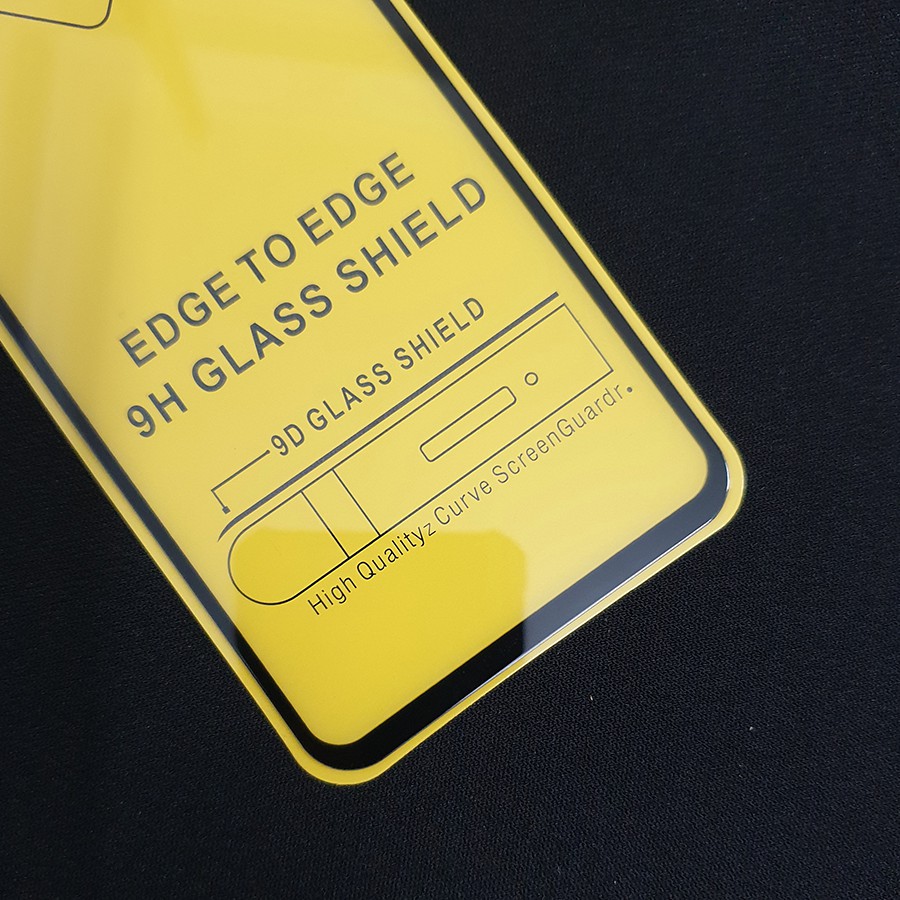 EDGE TO EDGE
9H GLASS SHIELD
9D GLASS SHIELD
High Qualityz Curve ScreenGuardr.